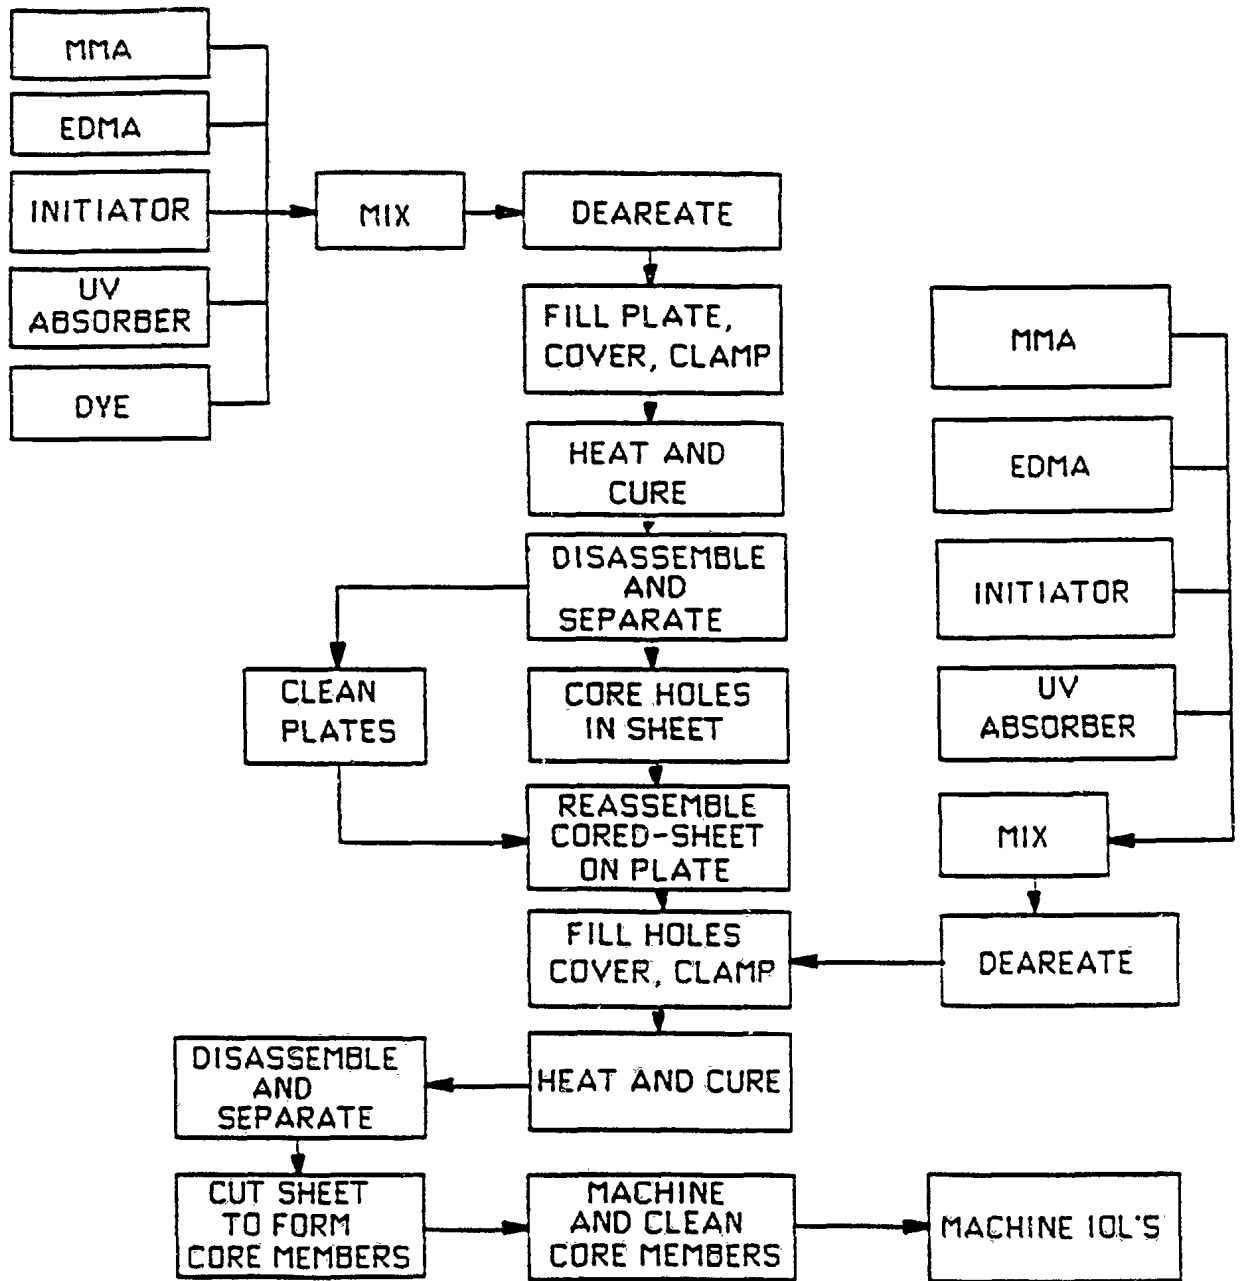 MMA
EDMA
INITIATOR
UV
ABSORBER
DYE
MIX
DEAREATE
FILL PLATE,
COVER, CLAMP
HEAT AND
CURE
DISASSEMBLE
AND
SEPARATE
CLEAN
PLATES
CORE HOLES
IN SHEET
REASSEMBLE
CORED-SHEET
ON PLATE
MMA
EDMA
INITIATOR
UV
ABSORBER
MIX
DEAREATE
FILL HOLES
COVER, CLAMP
HEAT AND CURE
DISASSEMBLE
AND
SEPARATE
CUT SHEET
TO FORM
CORE MEMBERS
MACHINE
AND CLEAN
CORE MEMBERS
MACHINE IOL'S